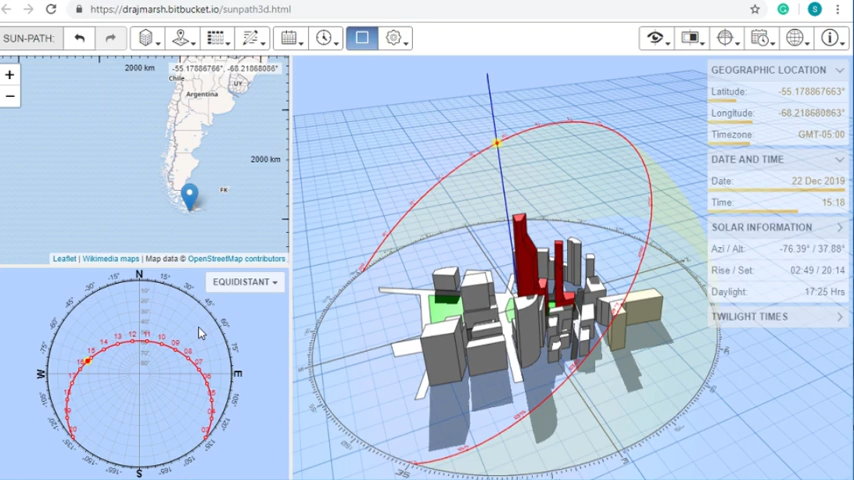 https://drajmarsh.bitbucket.io/sunpath3d.html
S
SUN-PATH:
+
−
2000 km
-55.17886766°, -68.21868086°
Chile
UY
Argentina
2000 km
FK
Leaflet | Wikimedia maps | Map data © OpenStreetMap contributors
EQUIDISTANT
N
W
E
S
GEOGRAPHIC LOCATION
Latitude: -55.178867663°
Longitude: -68.218680863°
Timezone: GMT-05:00
DATE AND TIME
Date: 22 Dec 2019
Time: 15:18
SOLAR INFORMATION
Azi / Alt: -76.39° / 37.88°
Rise / Set: 02:49 / 20:14
Daylight: 17:25 Hrs
TWILIGHT TIMES